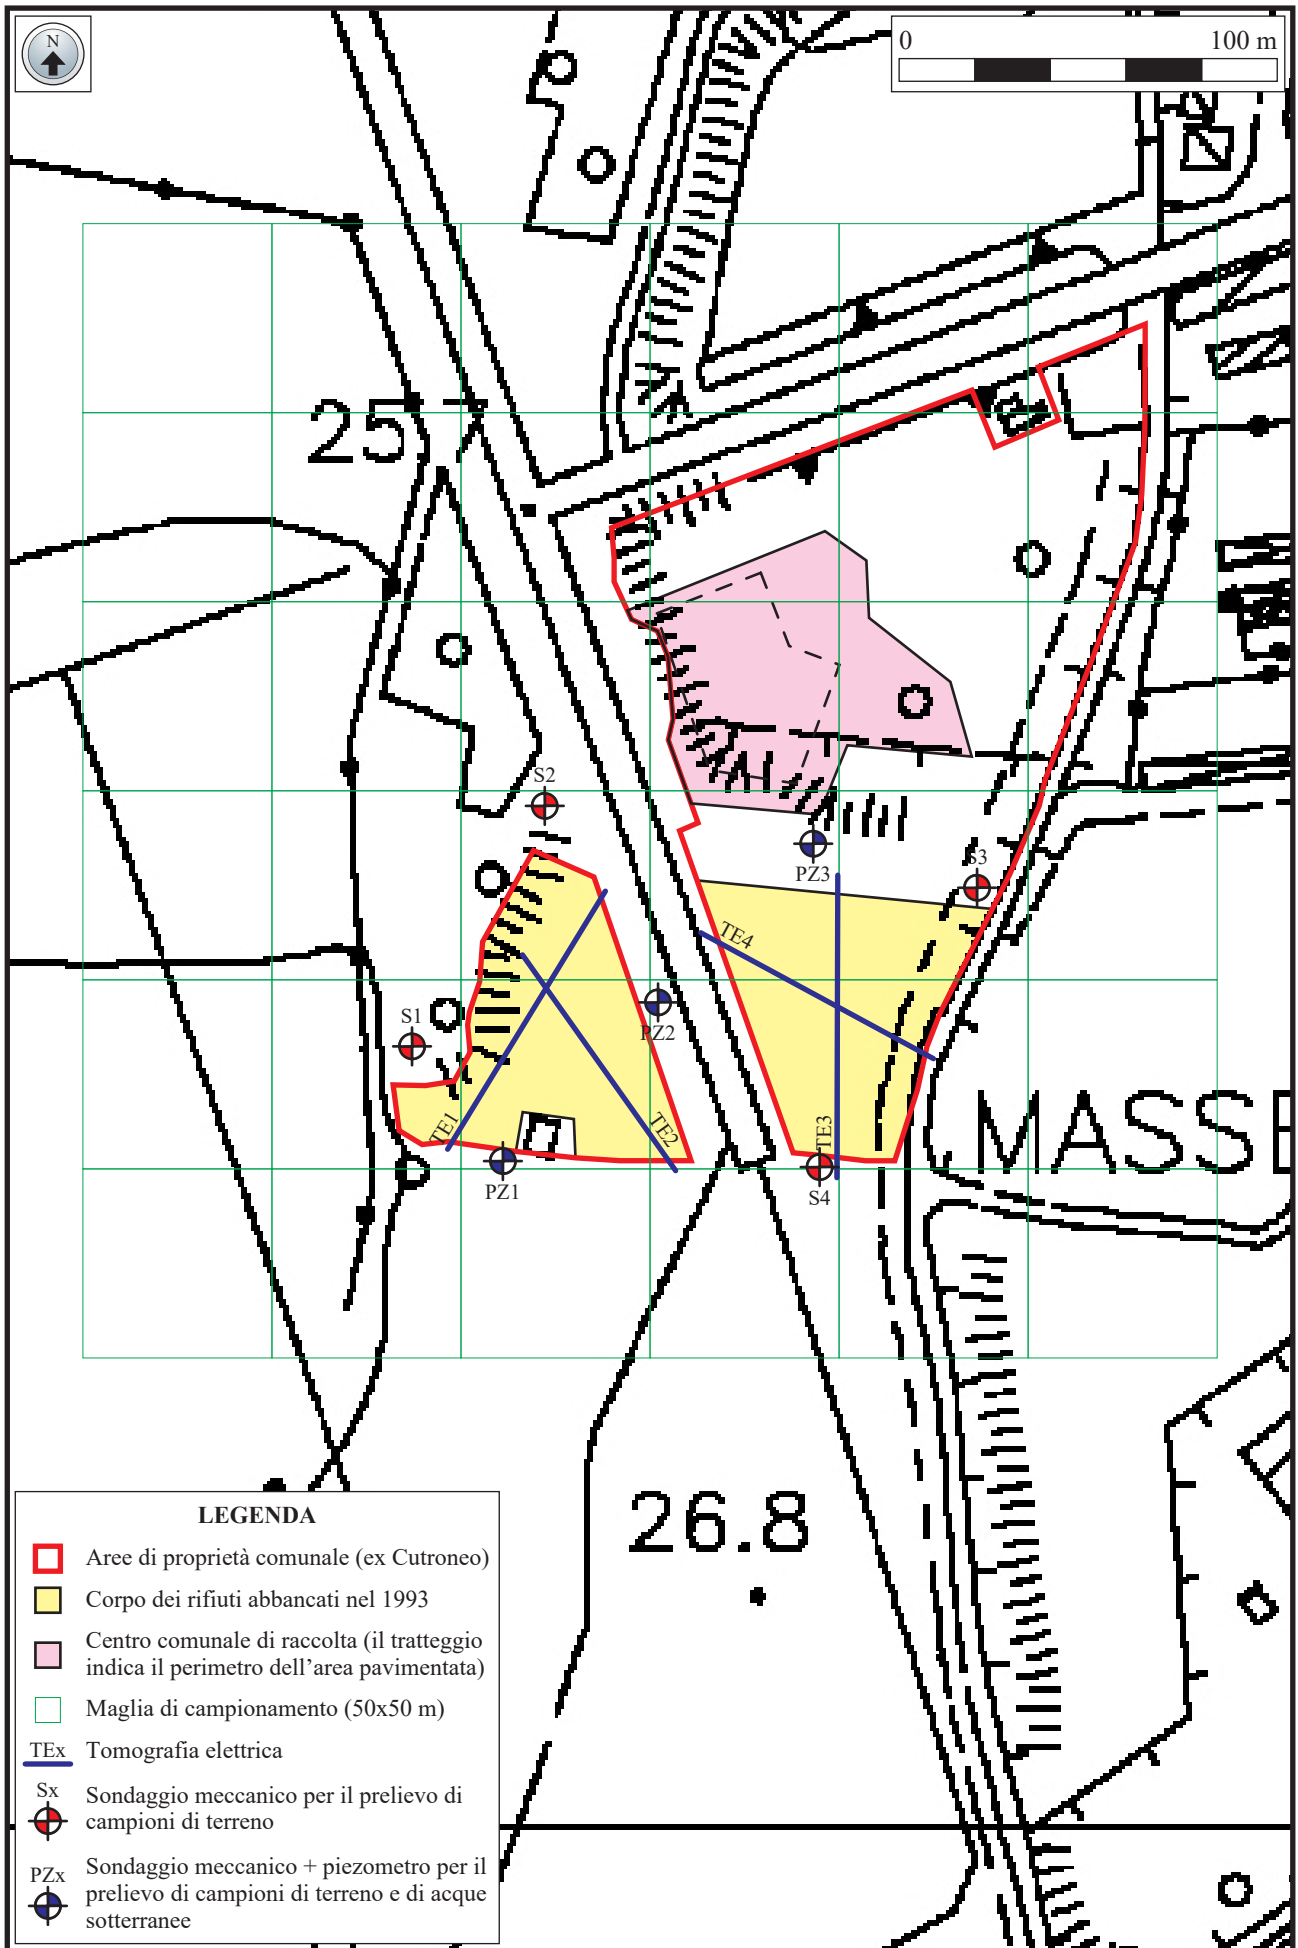 N
0 100 m
25
S2
PZ3
S3
TE4
S1
PZ2
TE1
TE2
TE3
PZ1
S4
MASSE
26.8
LEGENDA
Aree di proprietà comunale (ex Cutroneo)
Corpo dei rifiuti abbancati nel 1993
Centro comunale di raccolta (il tratteggio
indica il perimetro dell'area pavimentata)
Maglia di campionamento (50x50 m)
TEx Tomografia elettrica
Sx
Sondaggio meccanico per il prelievo di
campioni di terreno
PZx
Sondaggio meccanico + piezometro per il
prelievo di campioni di terreno e di acque
sotterranee